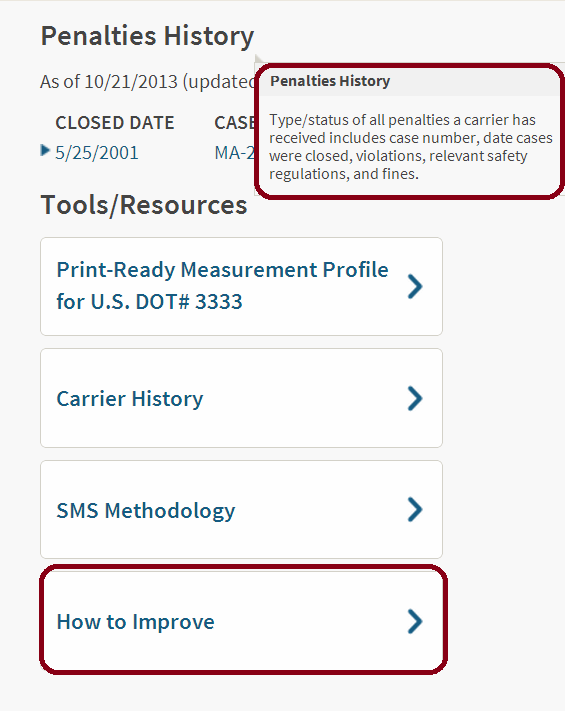 Penalties History
As of 10/21/2013 (updated
Penalties History
Type/status of all penalties a carrier has
received includes case number, date cases
were closed, violations, relevant safety
regulations, and fines.
CLOSED DATE
CASE
5/25/2001
MA-2
Tools/Resources
Print-Ready Measurement Profile
for U.S. DOT# 3333
Carrier History
SMS Methodology
How to Improve